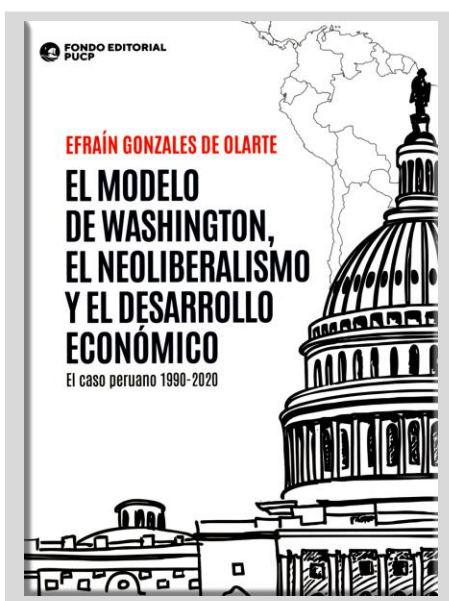 FONDO EDITORIAL
PUCP
EFRAÍN GONZALES DE OLARTE
EL MODELO
DE WASHINGTON,
EL NEOLIBERALISMO
Y EL DESARROLLO
ECONÓMICO
El caso peruano 1990-2020